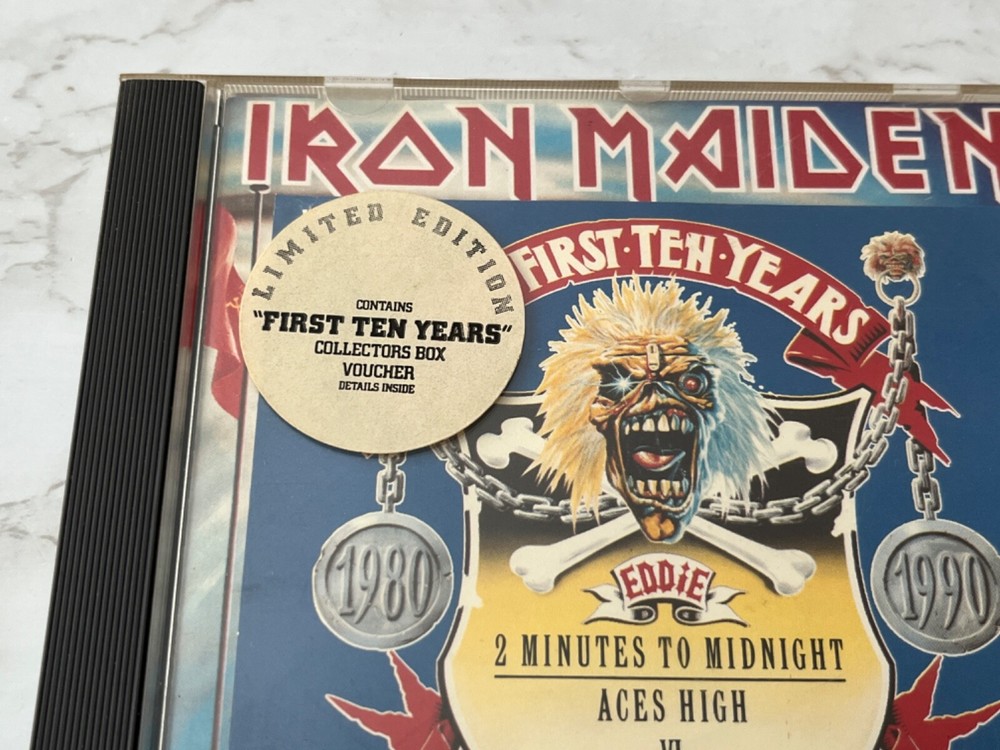 IRON MAIDEN
LIMITED EDITION
CONTAINS
"FIRST TEN YEARS"
COLLECTORS BOX
VOUCHER
DETAILS INSIDE
FIRST·TEN·YEARS
1980
1990
EDDIE
2 MINUTES TO MIDNIGHT
ACES HIGH
VI